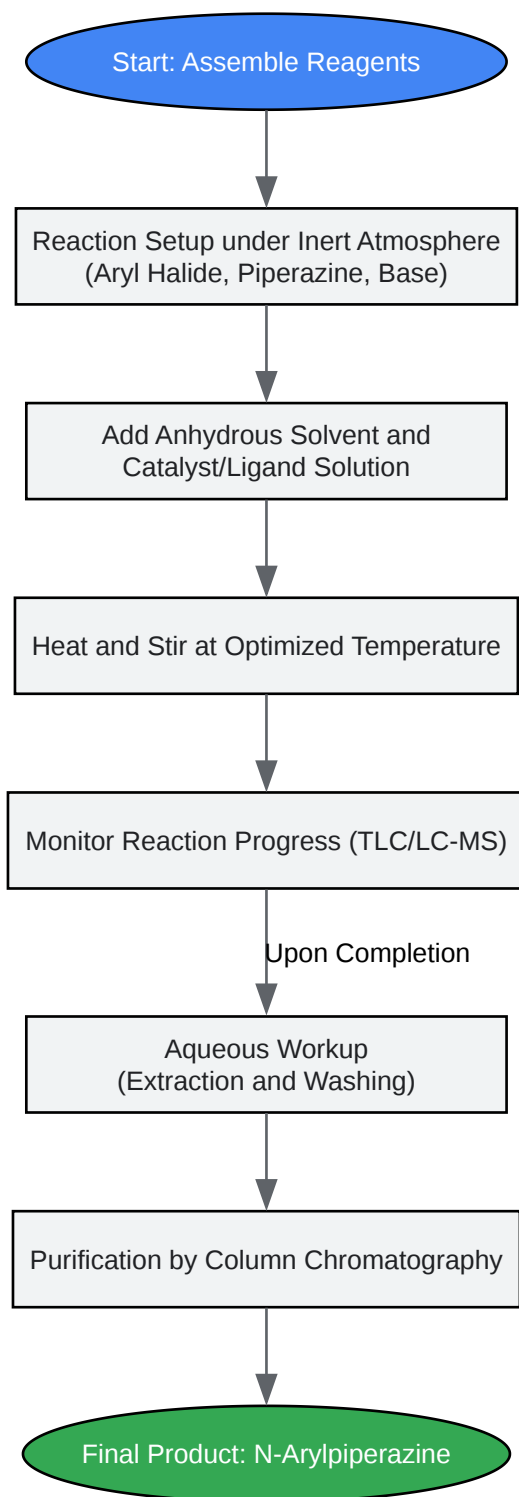 Start: Assemble Reagents
Reaction Setup under Inert Atmosphere
(Aryl Halide, Piperazine, Base)
Add Anhydrous Solvent and
Catalyst/Ligand Solution
Heat and Stir at Optimized Temperature
Monitor Reaction Progress (TLC/LC-MS)
Upon Completion
Aqueous Workup
(Extraction and Washing)
Purification by Column Chromatography
Final Product: N-Arylpiperazine